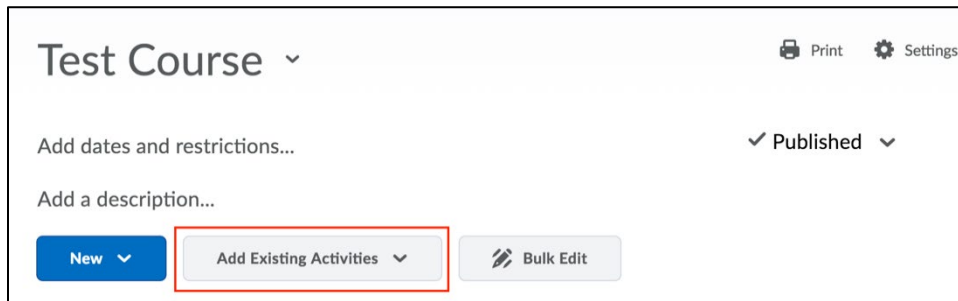 Test Course
Print Settings
Add dates and restrictions...
Published
Add a description...
New Add Existing Activities Bulk Edit